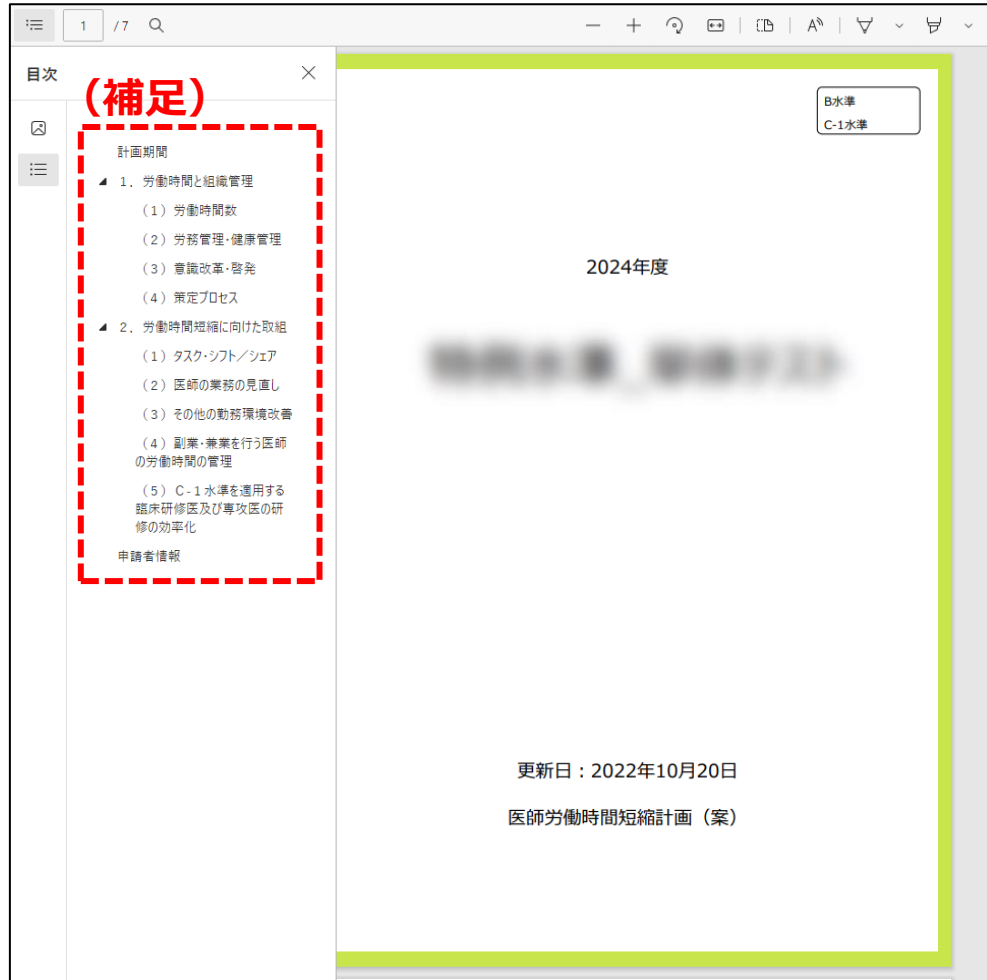 1 /7
目次
（補足）
計画期間
1．労働時間と組織管理
（1）労働時間数
（2）労務管理・健康管理
（3）意識改革・啓発
（4）策定プロセス
2．労働時間短縮に向けた取組
（1）タスク・シフト／シェア
（2）医師の業務の見直し
（3）その他の勤務環境改善
（4）副業・兼業を行う医師
の労働時間の管理
（5）C-1水準を適用する
臨床研修医及び専攻医の研
修の効率化
申請者情報
B水準
C-1水準
2024年度
更新日：2022年10月20日
医師労働時間短縮計画（案）